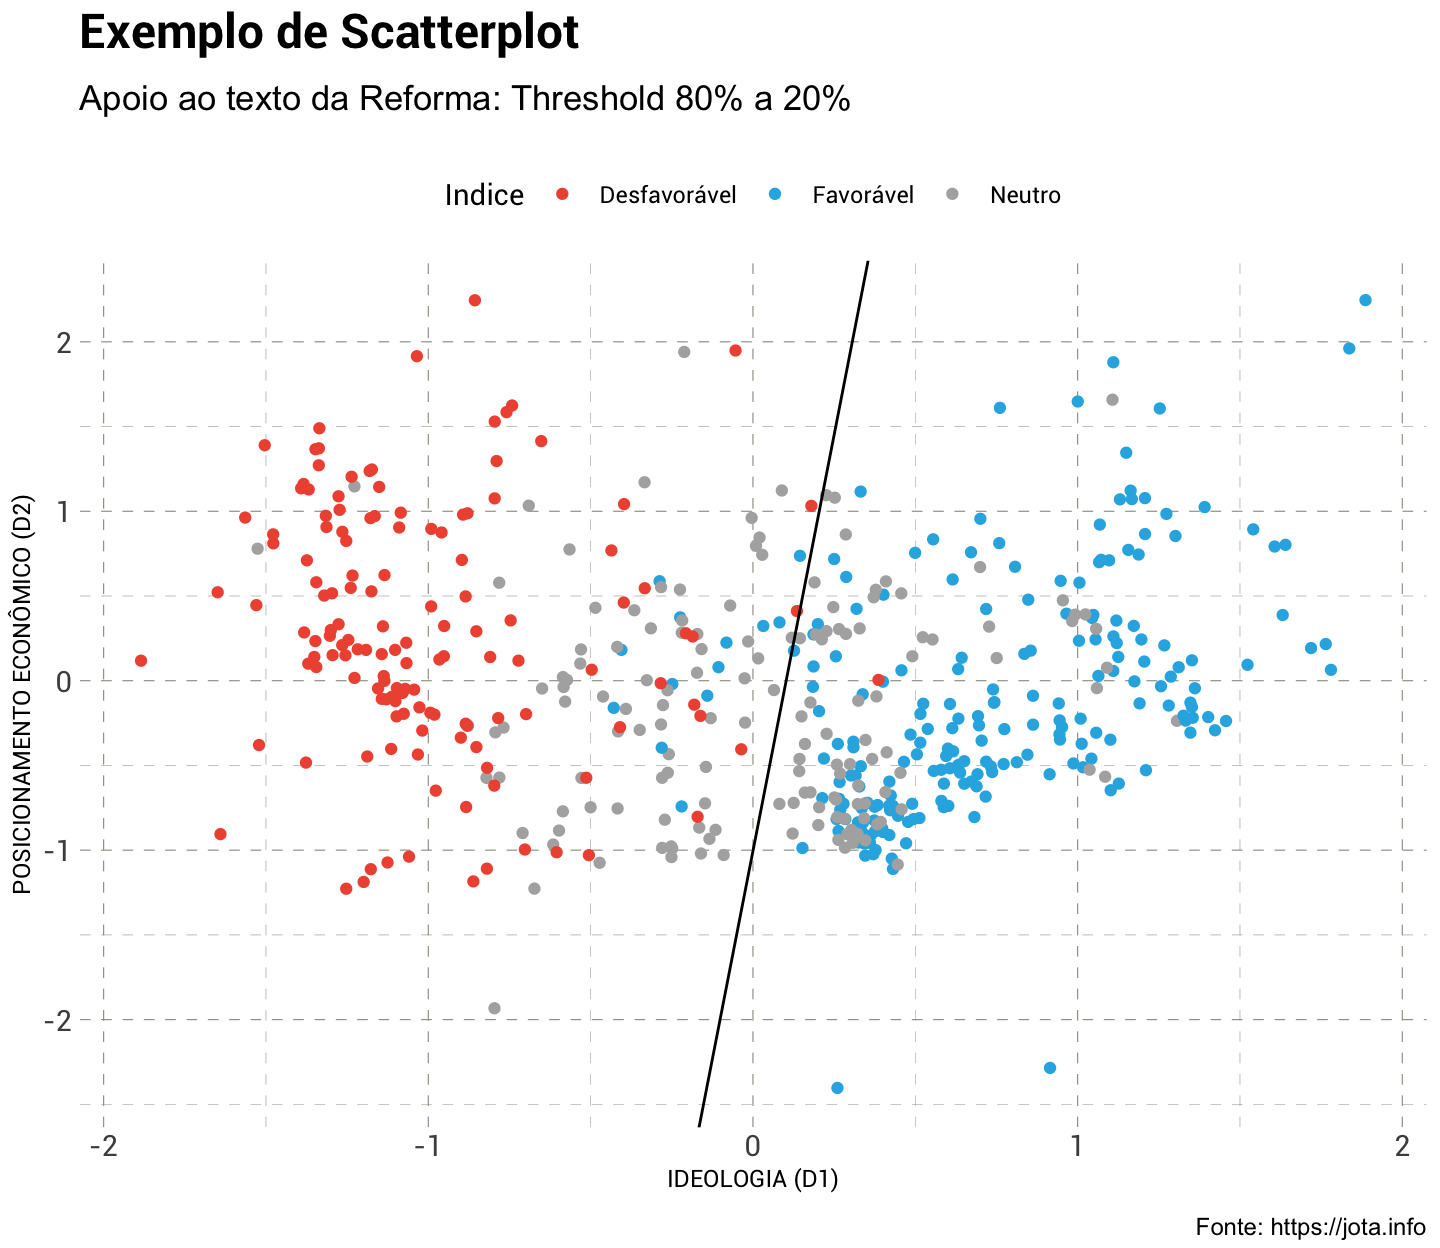 Exemplo de Scatterplot
Apoio ao texto da Reforma: Threshold 80% a 20%
Indice Desfavorável Favorável Neutro
POSICIONAMENTO ECONÔMICO (D2)
2
1
0
-1
-2
-2 -1 0 1 2
IDEOLOGIA (D1)
Fonte: https://jota.info